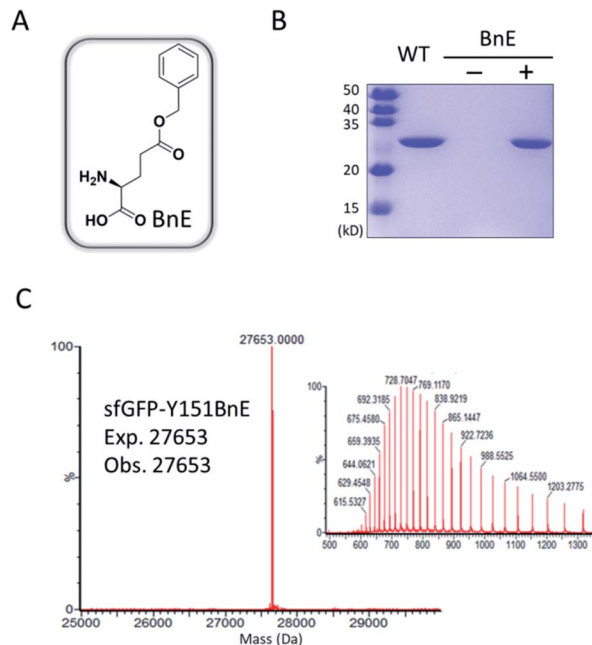 A
B
BnE
WT
−
+
O
O
H₂N
HO
O
BnE
50
40
35
20
15
(kD)
C
27653.0000
100
%
0
sfGFP-Y151BnE
Exp. 27653
Obs. 27653
25000 26000 27000 28000 29000
Mass (Da)
100
%
0
728.7047
769.1170
692.3185
838.9219
675.4580
865.1447
659.3935
922.7236
644.0621
988.5525
629.4548
1064.5500
615.5327
1203.2775
500 600 700 800 900 1000 1100 1200 1300